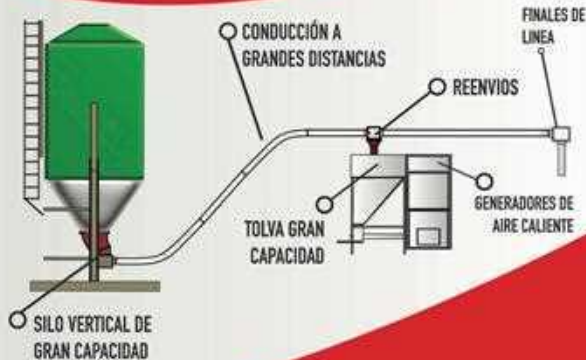 CONDUCCIÓN A
GRANDES DISTANCIAS
FINALES DE
LINEA
REENVIOS
TOLVA GRAN
CAPACIDAD
GENERADORES DE
AIRE CALIENTE
SILO VERTICAL DE
GRAN CAPACIDAD